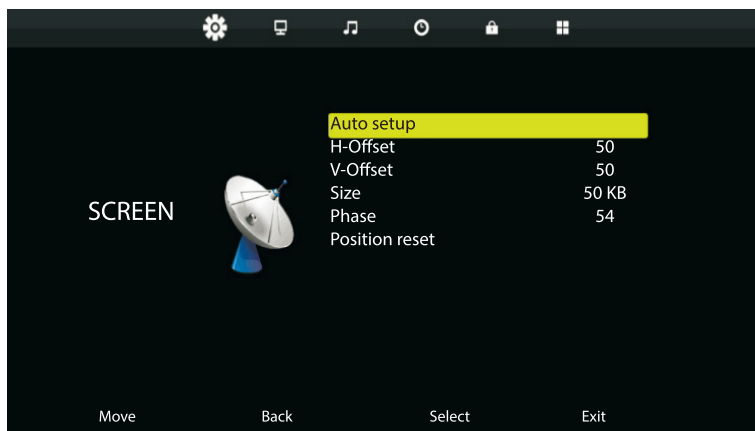 Auto setup
H-Offset 50
V-Offset 50
Size 50 KB
Phase 54
Position reset
SCREEN
Move Back Select Exit